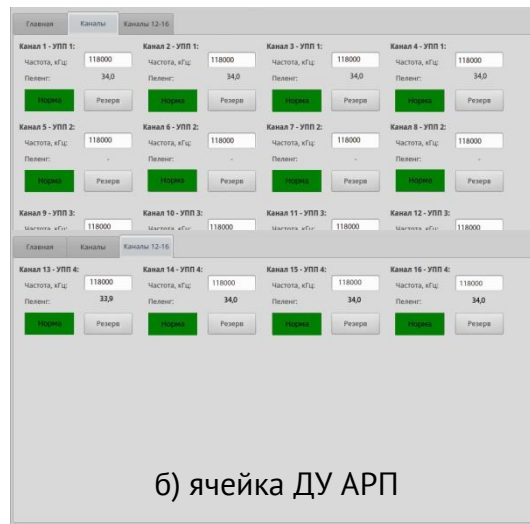 Главная Каналы Каналы 12-16
Канал 1 - УПП 1: Канал 2 - УПП 1: Канал 3 - УПП 1: Канал 4 - УПП 1:
Частота, кГц: 118000 Частота, кГц: 118000 Частота, кГц: 118000 Частота, кГц: 118000
Пеленг: 34,0 Пеленг: 34,0 Пеленг: 34,0 Пеленг: 34,0
Норма Резерв Норма Резерв Норма Резерв Норма Резерв
Канал 5 - УПП 2: Канал 6 - УПП 2: Канал 7 - УПП 2: Канал 8 - УПП 2:
Частота, кГц: 118000 Частота, кГц: 118000 Частота, кГц: 118000 Частота, кГц: 118000
Пеленг: - Пеленг: - Пеленг: - Пеленг: -
Норма Резерв Норма Резерв Норма Резерв Норма Резерв
Канал 9 - УПП 3: Канал 10 - УПП 3: Канал 11 - УПП 3: Канал 12 - УПП 3:
Частота, кГц: 118000 Частота, кГц: 118000 Частота, кГц: 118000 Частота, кГц: 118000
Главная Каналы Каналы 12-16
Канал 13 - УПП 4: Канал 14 - УПП 4: Канал 15 - УПП 4: Канал 16 - УПП 4:
Частота, кГц: 118000 Частота, кГц: 118000 Частота, кГц: 118000 Частота, кГц: 118000
Пеленг: 33,9 Пеленг: 34,0 Пеленг: 34,0 Пеленг: 34,0
Норма Резерв Норма Резерв Норма Резерв Норма Резерв
б) ячейка ДУ АРП